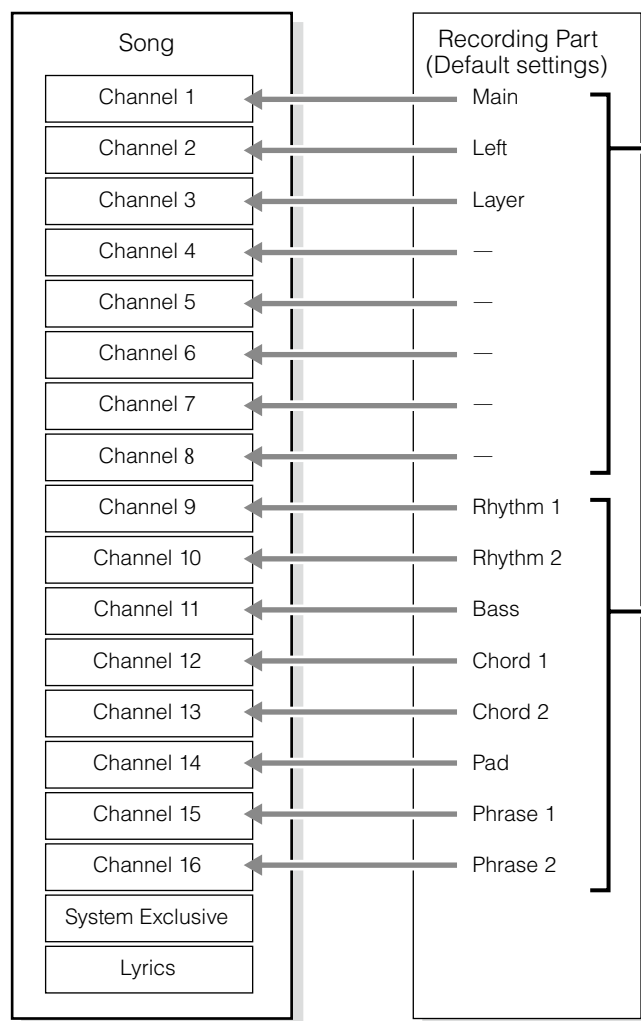 Song
Recording Part
(Default settings)
Channel 1
Main
Channel 2
Left
Channel 3
Layer
Channel 4
—
Channel 5
—
Channel 6
—
Channel 7
—
Channel 8
—
Channel 9
Rhythm 1
Channel 10
Rhythm 2
Channel 11
Bass
Channel 12
Chord 1
Channel 13
Chord 2
Channel 14
Pad
Channel 15
Phrase 1
Channel 16
Phrase 2
System Exclusive
Lyrics